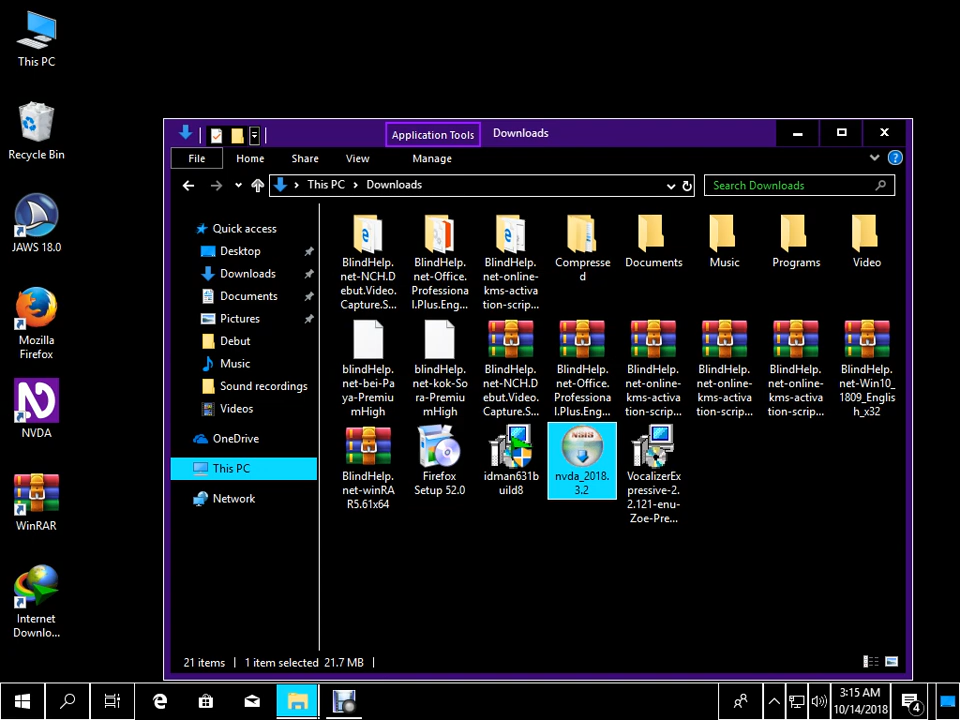 This PC
Recycle Bin
JAWS 18.0
Mozilla
Firefox
NVDA
WinRAR
Internet
Downlo...
Application Tools
Downloads
File
Home
Share
View
Manage
This PC
Downloads
Search Downloads
Quick access
Desktop
Downloads
Documents
Pictures
Debut
Music
Sound recordings
Videos
OneDrive
This PC
Network
BlindHelp.
net-NCH.D
ebut.Video.
Capture.S...
BlindHelp.
net-Office.
Professiona
l.Plus.Eng...
BlindHelp.
net-online-
kms-activa
tion-scrip...
Compresse
d
Documents
Music
Programs
Video
blindHelp.
net-bei-Pa
ya-Premiu
mHigh
blindHelp.
net-kok-So
ra-Premiu
mHigh
BlindHelp.
net-NCH.D
ebut.Video.
Capture.S...
BlindHelp.
net-Office.
Professiona
l.Plus.Eng...
BlindHelp.
net-online-
kms-activa
tion-scrip...
BlindHelp.
net-online-
kms-activa
tion-scrip...
BlindHelp.
net-online-
kms-activa
tion-scrip...
BlindHelp.
net-Win10
_1809_Englis
h_x32
BlindHelp.
net-winRA
R5.61x64
Firefox
Setup 52.0
idman631b
uild8
NSIS
nvda_2018.
3.2
VocalizerEx
pressive-2.
2.121-enu-
Zoe-Pre...
21 items
1 item selected 21.7 MB
3:15 AM
10/14/2018
4